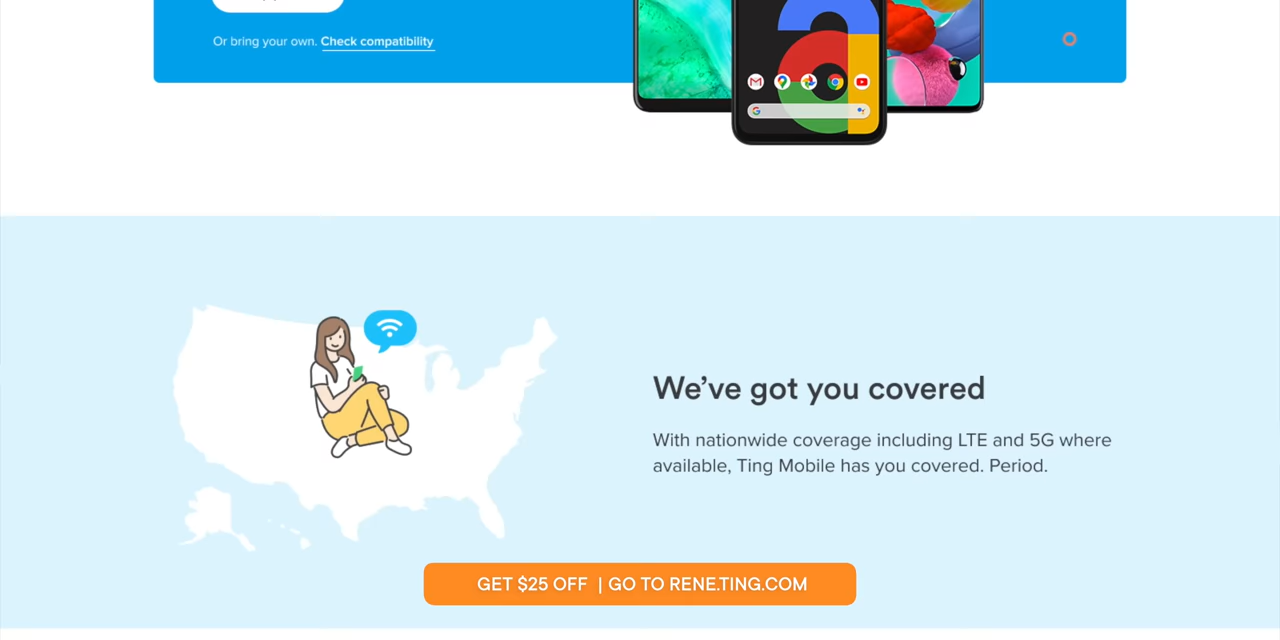 Or bring your own. Check compatibility
We’ve got you covered
With nationwide coverage including LTE and 5G where
available, Ting Mobile has you covered. Period.
GET $25 OFF | GO TO RENE.TING.COM